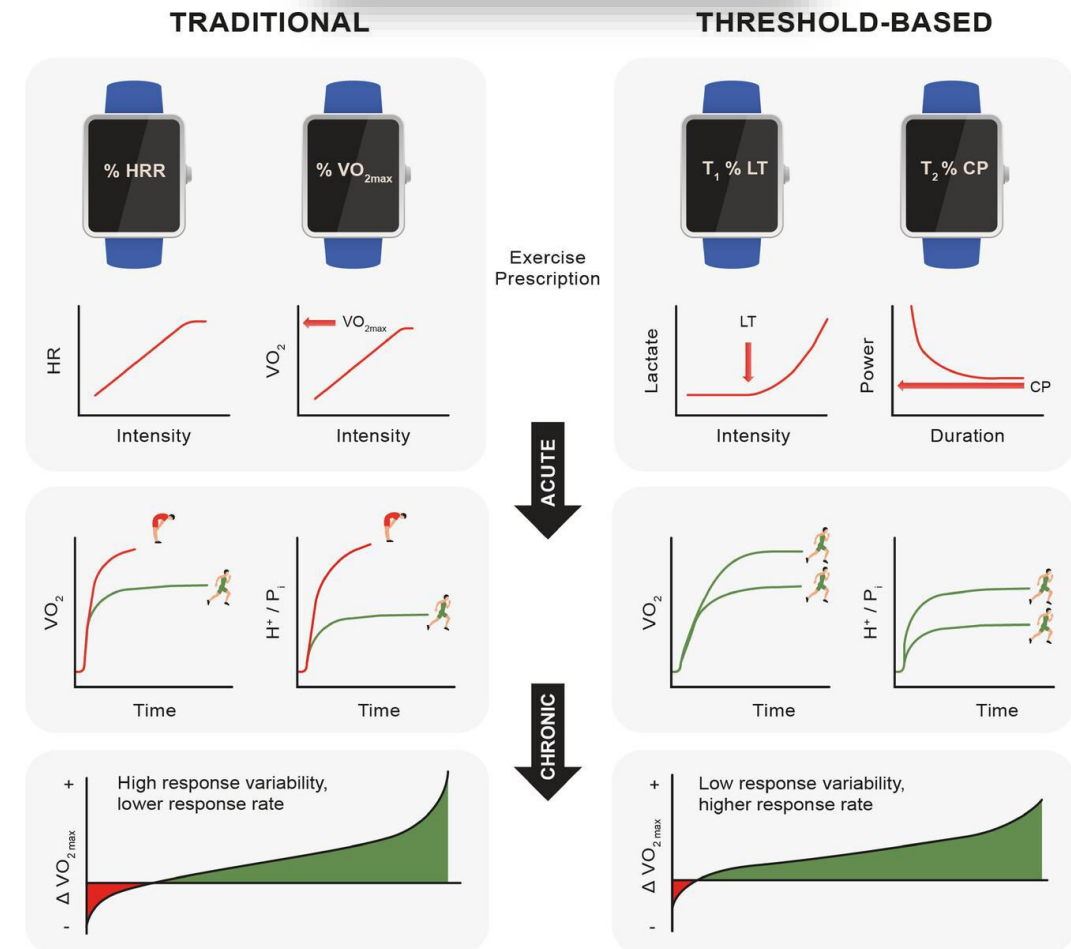 TRADITIONAL
THRESHOLD-BASED
% HRR
% VO2max
T1 % LT
T2 % CP
Exercise
Prescription
HR
Intensity
VO2
VO2max
Intensity
Lactate
LT
Intensity
Power
CP
Duration
ACUTE
VO2
Time
H+ / Pi
Time
VO2
Time
H+ / Pi
Time
CHRONIC
+
High response variability,
lower response rate
Δ VO2 max
-
+
Low response variability,
higher response rate
Δ VO2 max
-